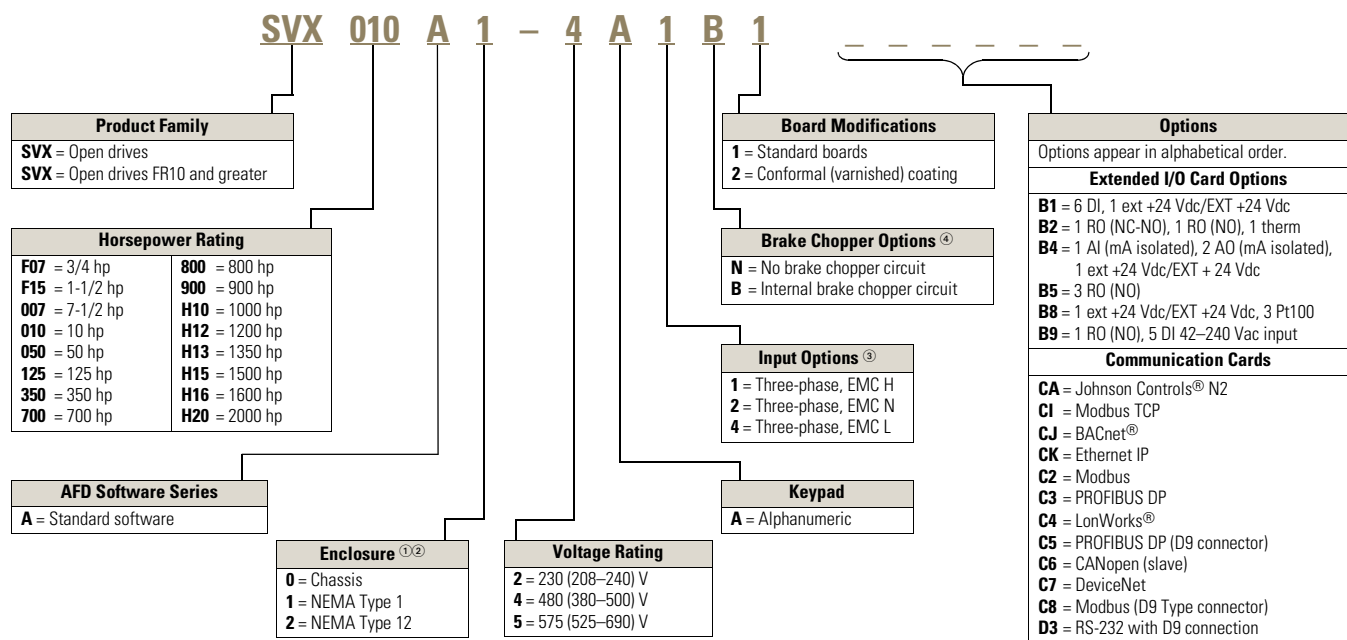 SVX 010 A 1 – 4 A 1 B 1 _ _ _ _ _ _
Product Family
SVX = Open drives
SVX = Open drives FR10 and greater
Horsepower Rating
F07 = 3/4 hp
F15 = 1-1/2 hp
007 = 7-1/2 hp
010 = 10 hp
050 = 50 hp
125 = 125 hp
350 = 350 hp
700 = 700 hp
800 = 800 hp
900 = 900 hp
H10 = 1000 hp
H12 = 1200 hp
H13 = 1350 hp
H15 = 1500 hp
H16 = 1600 hp
H20 = 2000 hp
AFD Software Series
A = Standard software
Enclosure ①②
0 = Chassis
1 = NEMA Type 1
2 = NEMA Type 12
Voltage Rating
2 = 230 (208–240) V
4 = 480 (380–500) V
5 = 575 (525–690) V
Board Modifications
1 = Standard boards
2 = Conformal (varnished) coating
Brake Chopper Options ④
N = No brake chopper circuit
B = Internal brake chopper circuit
Input Options ③
1 = Three-phase, EMC H
2 = Three-phase, EMC N
4 = Three-phase, EMC L
Keypad
A = Alphanumeric
Options
Options appear in alphabetical order.
Extended I/O Card Options
B1 = 6 DI, 1 ext +24 Vdc/EXT +24 Vdc
B2 = 1 RO (NC-NO), 1 RO (NO), 1 therm
B4 = 1 AI (mA isolated), 2 AO (mA isolated),
1 ext +24 Vdc/EXT + 24 Vdc
B5 = 3 RO (NO)
B8 = 1 ext +24 Vdc/EXT +24 Vdc, 3 Pt100
B9 = 1 RO (NO), 5 DI 42–240 Vac input
Communication Cards
CA = Johnson Controls® N2
CI = Modbus TCP
CJ = BACnet®
CK = Ethernet IP
C2 = Modbus
C3 = PROFIBUS DP
C4 = LonWorks®
C5 = PROFIBUS DP (D9 connector)
C6 = CANopen (slave)
C7 = DeviceNet
C8 = Modbus (D9 Type connector)
D3 = RS-232 with D9 connection